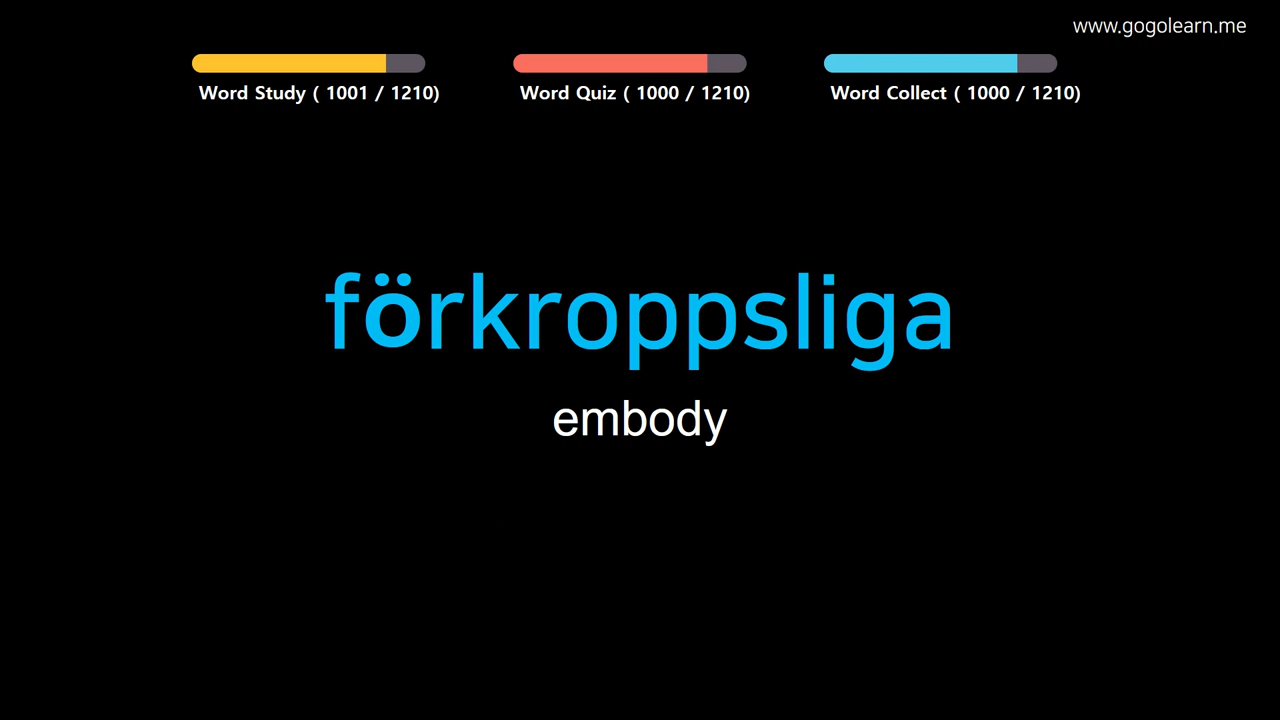 www.gogolearn.me
Word Study ( 1001 / 1210)
Word Quiz ( 1000 / 1210)
Word Collect ( 1000 / 1210)
förkroppsliga
embody